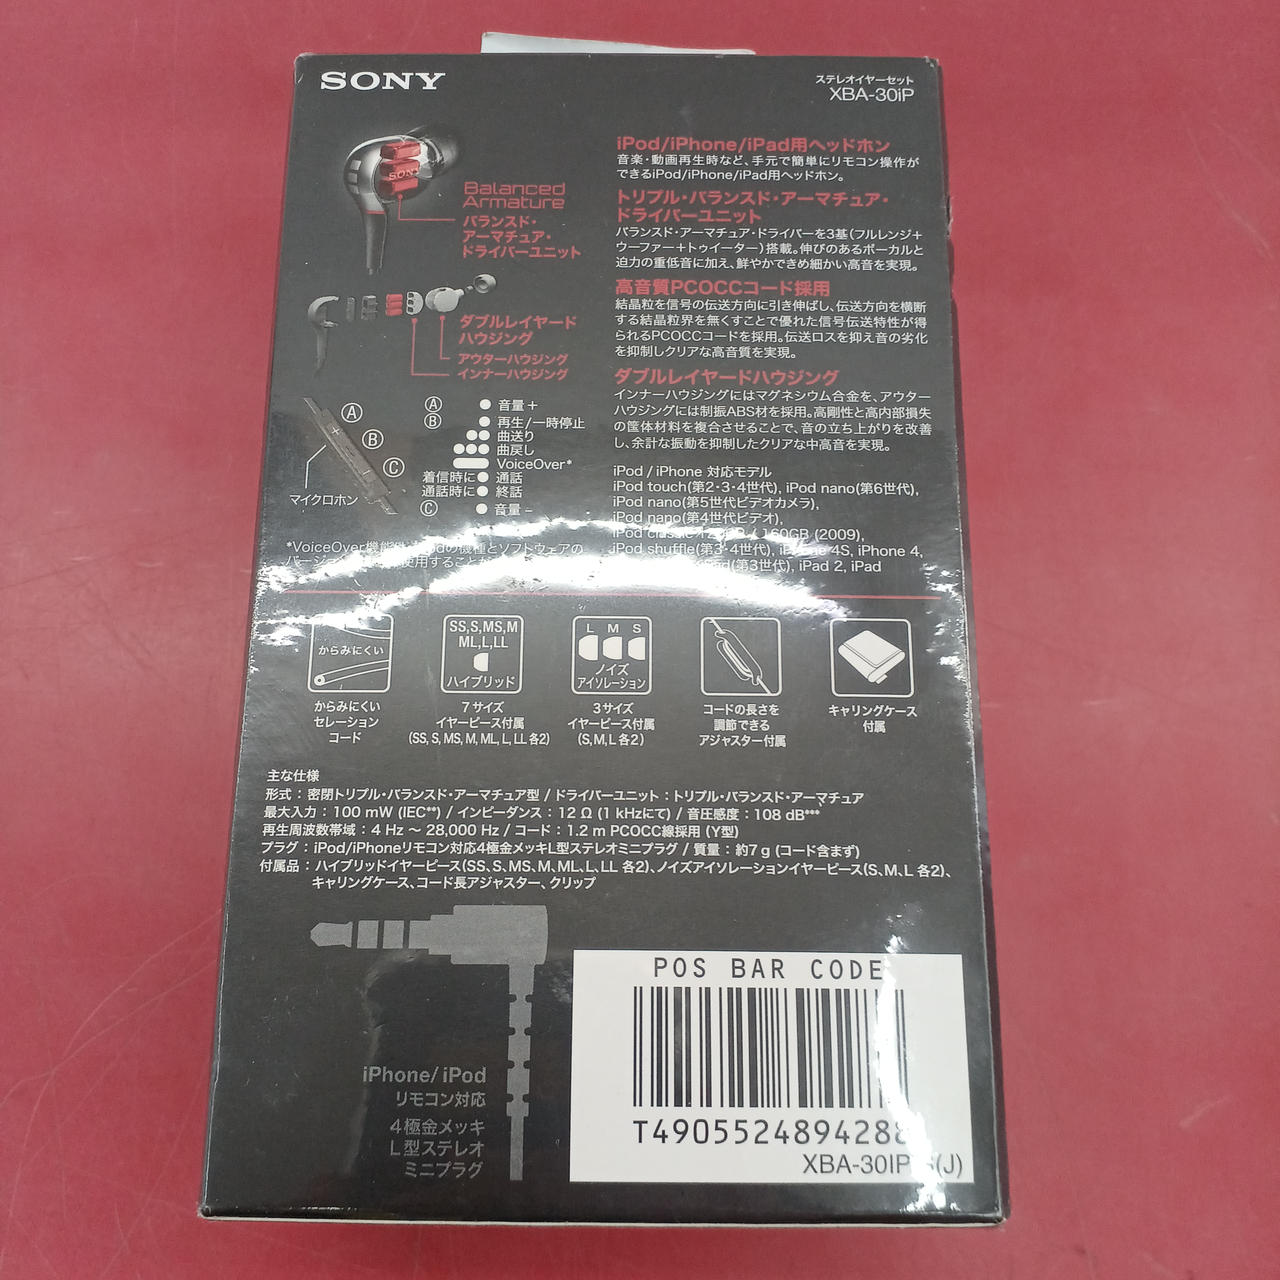 SONY
ステレオイヤーセット
XBA-30iP
SONY
Balanced
Armature
バランスド・
アーマチュア・
ドライバーユニット
ダブルレイヤード
ハウジング
アウターハウジング
インナーハウジング
Ⓐ
Ⓑ
Ⓒ
マイクロホン
Ⓐ ● 音量+
Ⓑ ● 再生/一時停止
●● 曲送り
●●● 曲戻し
VoiceOver*
着信時に ● 通話
通話時に ● 終話
Ⓒ ● 音量−
*VoiceOver機能は、 の機種とソフトウェアの
使用することが
iPod/iPhone/iPad用ヘッドホン
音楽・動画再生時など、手元で簡単にリモコン操作が
できるiPod/iPhone/iPad用ヘッドホン。
トリプル・バランスド・アーマチュア・
ドライバーユニット
バランスド・アーマチュア・ドライバーを3基(フルレンジ+
ウーファー+トゥイーター)搭載。伸びのあるボーカルと
迫力の重低音に加え、鮮やかできめ細かい高音を実現。
高音質PCOCCコード採用
結晶粒を信号の伝送方向に引き伸ばし、伝送方向を横断
する結晶粒界を無くすことで優れた信号伝送特性が得
られるPCOCCコードを採用。伝送ロスを抑え音の劣化
を抑制しクリアな高音質を実現。
ダブルレイヤードハウジング
インナーハウジングにはマグネシウム合金を、アウター
ハウジングには制振ABS材を採用。高剛性と高内部損失
の筐体材料を複合させることで、音の立ち上がりを改善
し、余計な振動を抑制したクリアな中高音を実現。
iPod / iPhone 対応モデル
iPod touch(第2・3・4世代), iPod nano(第6世代),
iPod nano(第5世代ビデオカメラ),
iPod nano(第4世代ビデオ),
iPod classic 160GB (2009),
iPod shuffle(第3・4世代), iPhone 4S, iPhone 4,
(第3世代), iPad 2, iPad
からみにくい
からみにくい
セレーション
コード
SS,S,MS,M
ML,L,LL
ハイブリッド
7サイズ
イヤーピース付属
(SS, S, MS, M, ML, L, LL 各2)
L M S
ノイズ
アイソレーション
3サイズ
イヤーピース付属
(S, M, L 各2)
コードの長さを
調節できる
アジャスター付属
キャリングケース
付属
主な仕様
形式:密閉トリプル・バランスド・アーマチュア型 / ドライバーユニット:トリプル・バランスド・アーマチュア
最大入力:100 mW (IEC**) / インピーダンス:12 Ω (1 kHzにて) / 音圧感度:108 dB***
再生周波数帯域:4 Hz ～ 28,000 Hz / コード:1.2 m PCOCC線採用 (Y型)
プラグ:iPod/iPhoneリモコン対応4極金メッキL型ステレオミニプラグ / 質量:約7 g (コード含まず)
付属品:ハイブリッドイヤーピース(SS、S、MS、M、ML、L、LL 各2)、ノイズアイソレーションイヤーピース(S、M、L 各2)、
キャリングケース、コード長アジャスター、クリップ
iPhone/ iPod
リモコン対応
4極金メッキ
L型ステレオ
ミニプラグ
POS BAR CODE
T490552489428
XBA-30IP (J)